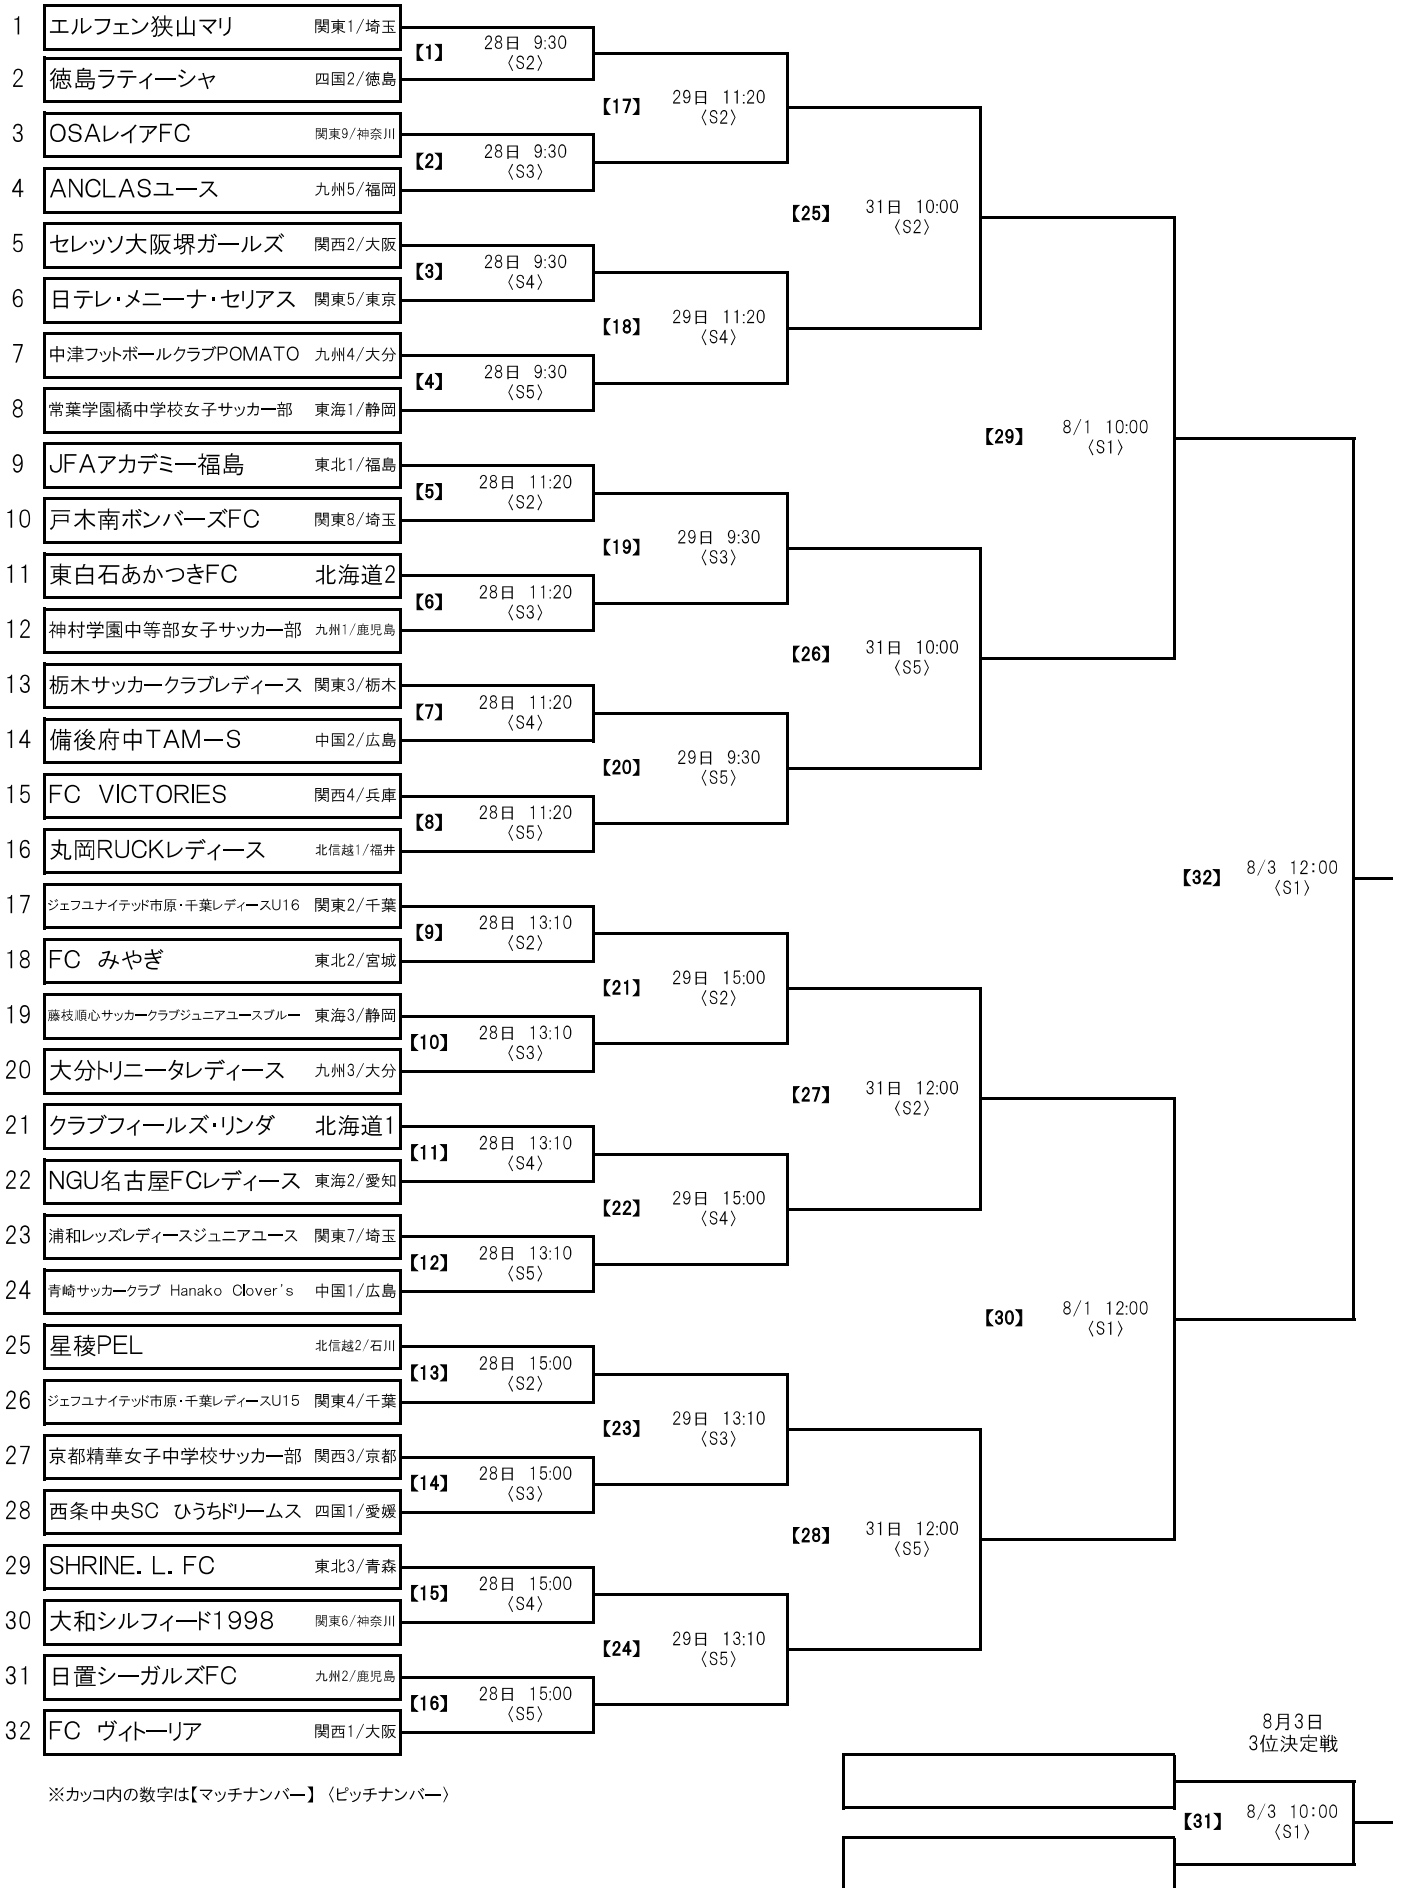 1 エルフェン狭山マリ 関東1/埼玉
【1】 28日 9:30
〈S2〉
2 徳島ラティーシャ 四国2/徳島
【17】 29日 11:20
〈S2〉
3 OSAレイアFC 関東9/神奈川
【2】 28日 9:30
〈S3〉
4 ANCLASユース 九州5/福岡
【25】 31日 10:00
〈S2〉
5 セレッソ大阪堺ガールズ 関西2/大阪
【3】 28日 9:30
〈S4〉
6 日テレ・メニーナ・セリアス 関東5/東京
【18】 29日 11:20
〈S4〉
7 中津フットボールクラブPOMATO 九州4/大分
【4】 28日 9:30
〈S5〉
8 常葉学園橘中学校女子サッカー部 東海1/静岡
【29】 8/1 10:00
〈S1〉
9 JFAアカデミー福島 東北1/福島
【5】 28日 11:20
〈S2〉
10 戸木南ボンバーズFC 関東8/埼玉
【19】 29日 9:30
〈S3〉
11 東白石あかつきFC 北海道2
【6】 28日 11:20
〈S3〉
12 神村学園中等部女子サッカー部 九州1/鹿児島
【26】 31日 10:00
〈S5〉
13 栃木サッカークラブレディース 関東3/栃木
【7】 28日 11:20
〈S4〉
14 備後府中TAM－S 中国2/広島
【20】 29日 9:30
〈S5〉
15 FC VICTORIES 関西4/兵庫
【8】 28日 11:20
〈S5〉
16 丸岡RUCKレディース 北信越1/福井
【32】 8/3 12:00
〈S1〉
17 ジェフユナイテッド市原・千葉レディースU16 関東2/千葉
【9】 28日 13:10
〈S2〉
18 FC みやぎ 東北2/宮城
【21】 29日 15:00
〈S2〉
19 藤枝順心サッカークラブジュニアユースブルー 東海3/静岡
【10】 28日 13:10
〈S3〉
20 大分トリニータレディース 九州3/大分
【27】 31日 12:00
〈S2〉
21 クラブフィールズ・リンダ 北海道1
【11】 28日 13:10
〈S4〉
22 NGU名古屋FCレディース 東海2/愛知
【22】 29日 15:00
〈S4〉
23 浦和レッズレディースジュニアユース 関東7/埼玉
【12】 28日 13:10
〈S5〉
24 青崎サッカークラブ Hanako Clover's 中国1/広島
【30】 8/1 12:00
〈S1〉
25 星稜PEL 北信越2/石川
【13】 28日 15:00
〈S2〉
26 ジェフユナイテッド市原・千葉レディースU15 関東4/千葉
【23】 29日 13:10
〈S3〉
27 京都精華女子中学校サッカー部 関西3/京都
【14】 28日 15:00
〈S3〉
28 西条中央SC ひうちドリームス 四国1/愛媛
【28】 31日 12:00
〈S5〉
29 SHRINE. L. FC 東北3/青森
【15】 28日 15:00
〈S4〉
30 大和シルフィード1998 関東6/神奈川
【24】 29日 13:10
〈S5〉
31 日置シーガルズFC 九州2/鹿児島
【16】 28日 15:00
〈S5〉
32 FC ヴィトーリア 関西1/大阪
8月3日
3位決定戦
※カッコ内の数字は【マッチナンバー】 〈ピッチナンバー〉
【31】 8/3 10:00
〈S1〉